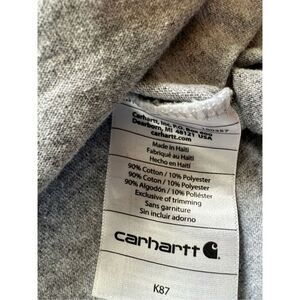 Carhartt, Inc. P.O. Box
Dearborn, MI 48121 USA
carhartt.com
Made in Haiti
Fabriqué au Haïti
Hecho en Haití
90% Cotton / 10% Polyester
90% Coton / 10% Polyester
90% Algodón / 10% Poliéster
Exclusive of trimming
Sans garniture
Sin incluir adorno
carhartt
K87